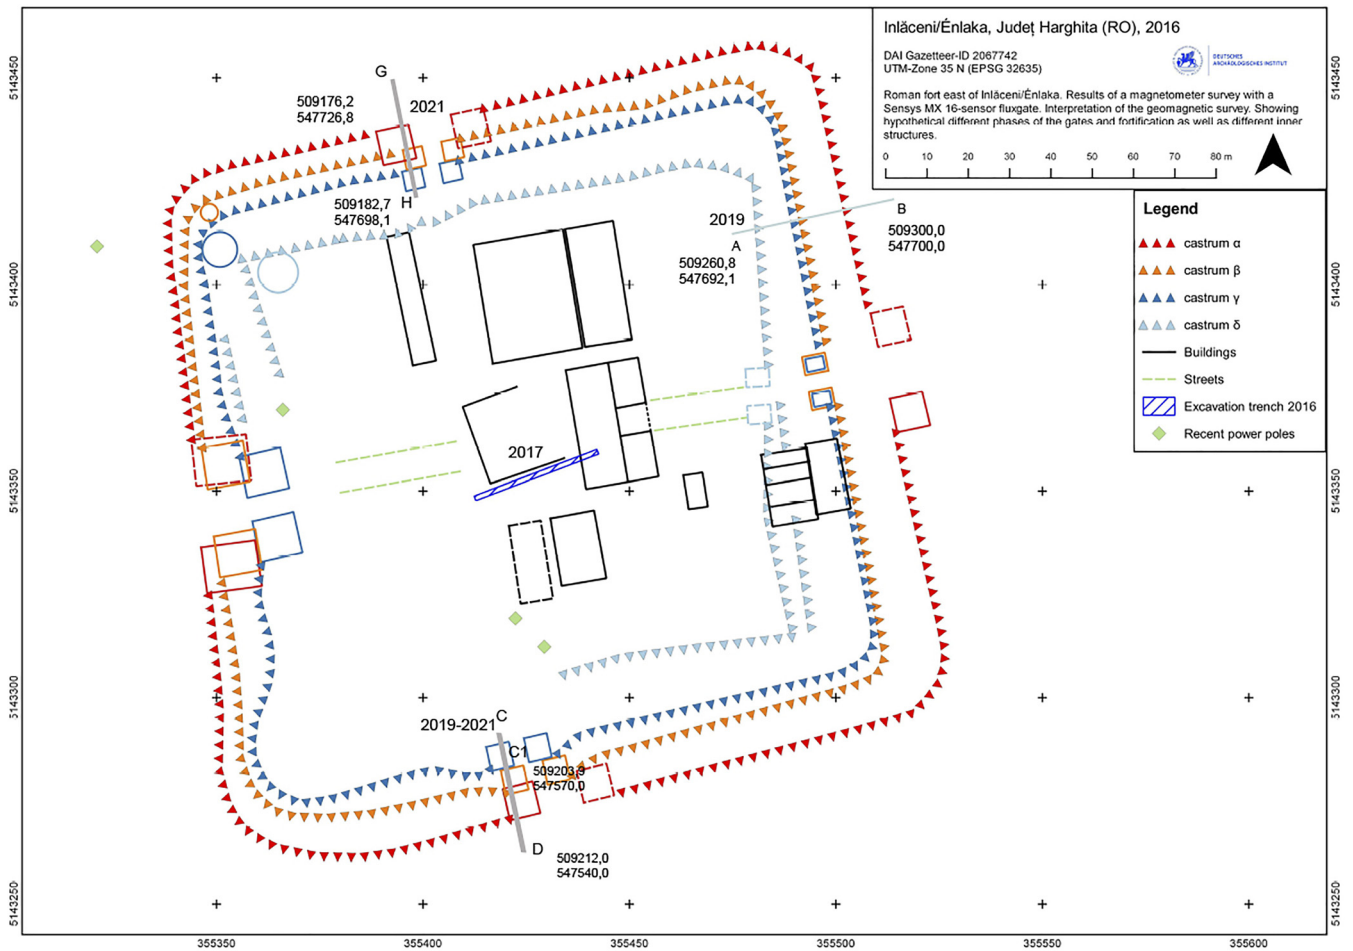 Inlăceni/Énlaka, Județ Harghita (RO), 2016
DAI Gazetteer-ID 2067742
UTM-Zone 35 N (EPSG 32635)
DEUTSCHES
ARCHÄOLOGISCHES INSTITUT
Roman fort east of Inlăceni/Énlaka. Results of a magnetometer survey with a
Sensys MX 16-sensor fluxgate. Interpretation of the geomagnetic survey. Showing
hypothetical different phases of the gates and fortification as well as different inner
structures.
0 10 20 30 40 50 60 70 80 m
Legend
castrum α
castrum β
castrum γ
castrum δ
Buildings
Streets
Excavation trench 2016
Recent power poles
G
509176,2
547726,8
2021
H
509182,7
547698,1
2019
A
509260,8
547692,1
B
509300,0
547700,0
2017
2019-2021
C
C1
509203,9
547570,0
D
509212,0
547540,0
5143450
5143400
5143350
5143300
5143250
5143450
5143400
5143350
5143300
5143250
355350 355400 355450 355500 355550 355600